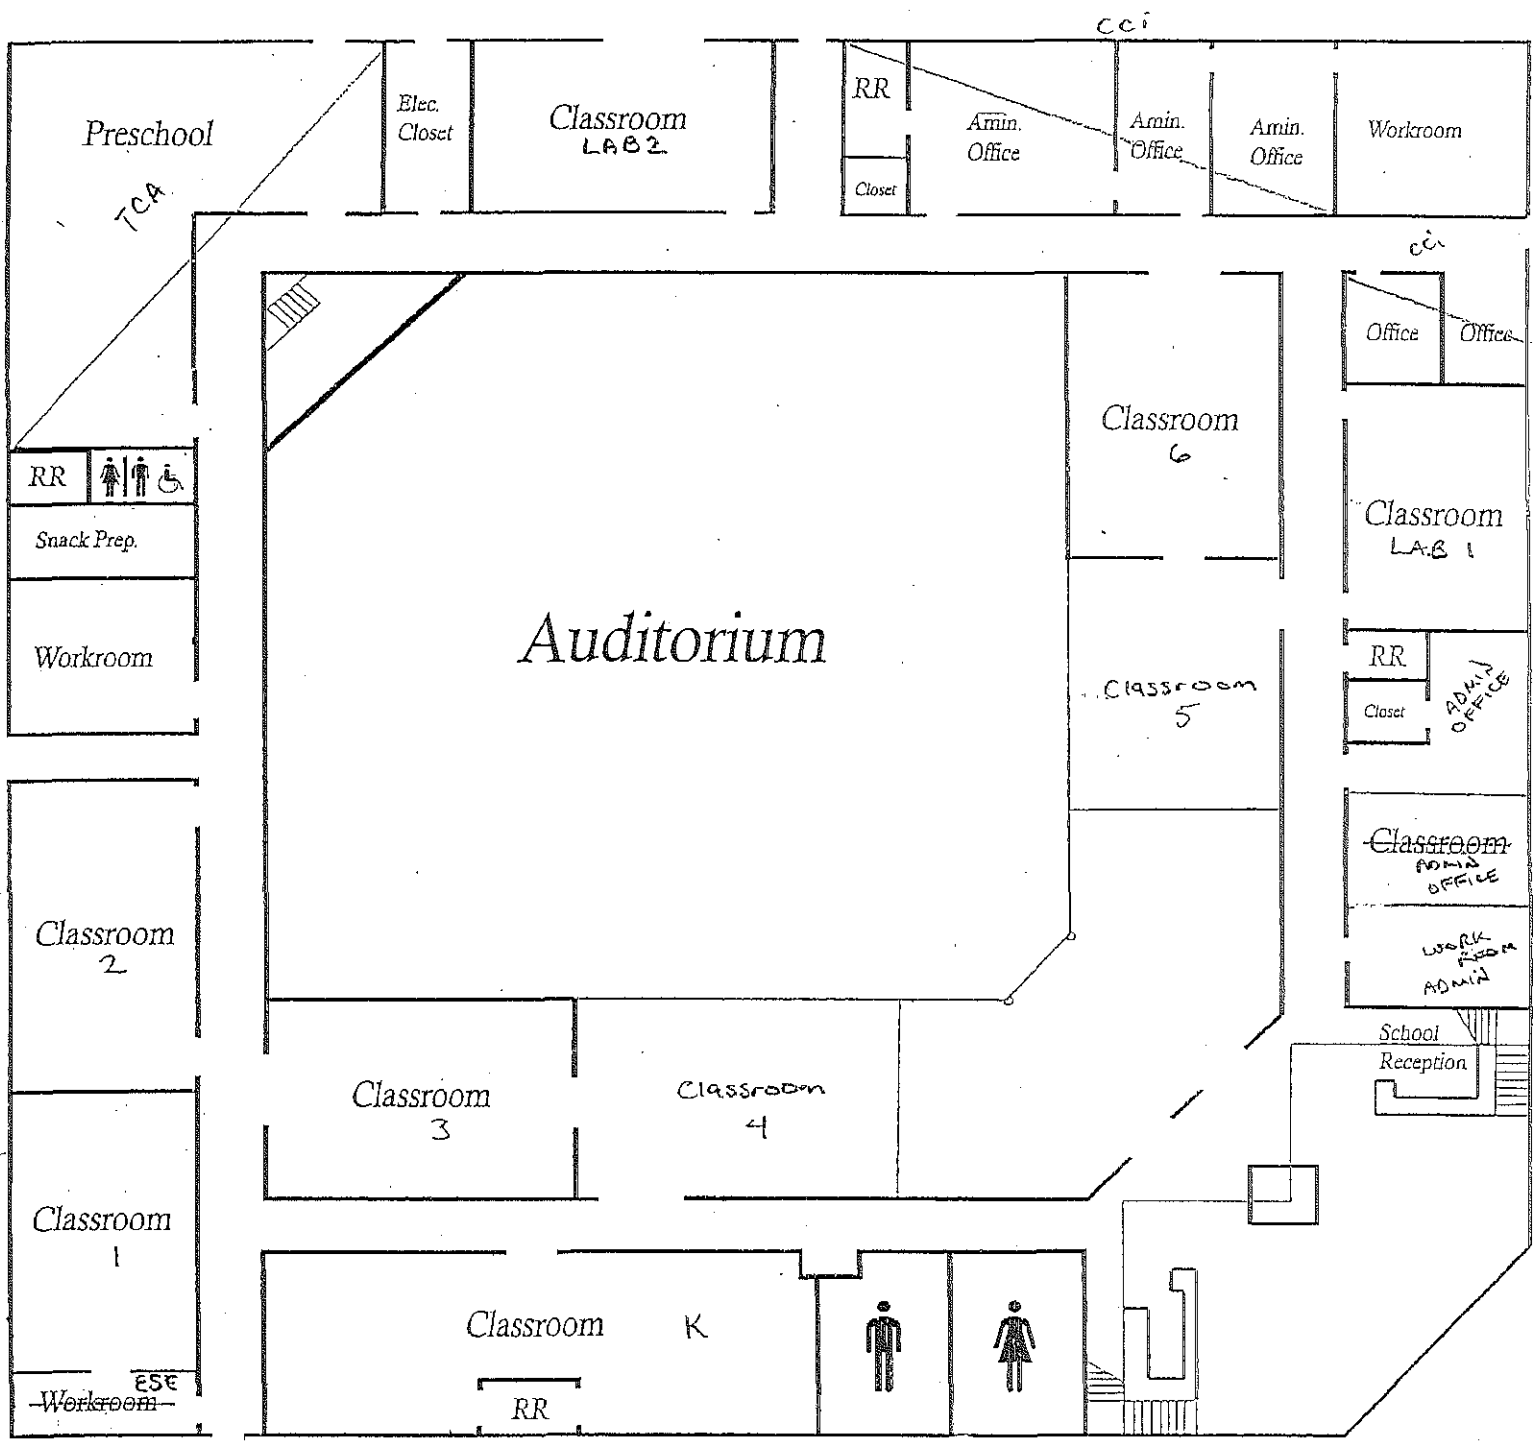 cci
Preschool
TCA
Elec.
Closet
Classroom
LAB 2
RR
Closet
Amin.
Office
Amin.
Office
Amin.
Office
Workroom
cci
Office
Office
Classroom
6
Classroom
LAB 1
RR
Snack Prep.
Workroom
Auditorium
Classroom
5
RR
Closet
ADMIN
OFFICE
Classroom
ADMIN
OFFICE
WORK
ROOM
ADMIN
Classroom
2
School
Reception
Classroom
3
Classroom
4
Classroom
1
ESE
Workroom
Classroom K
RR